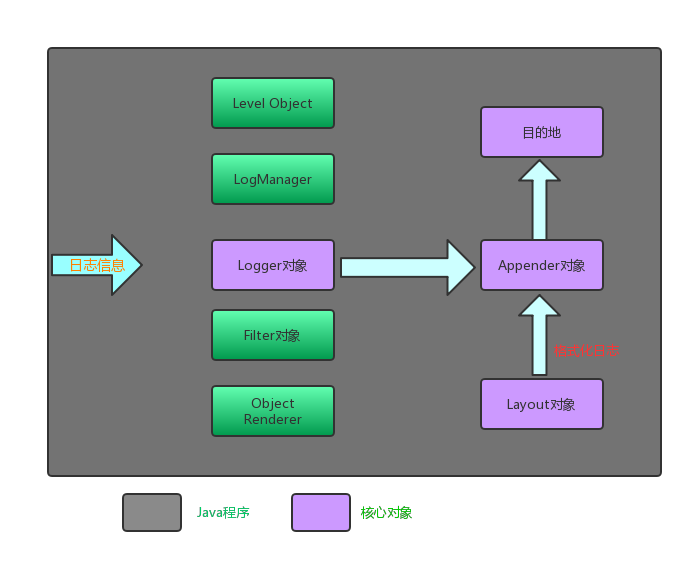 Level Object
目的地
LogManager
日志信息
Logger对象
Appender对象
Filter对象
Layout对象
Object
Renderer
Java程序
核心对象